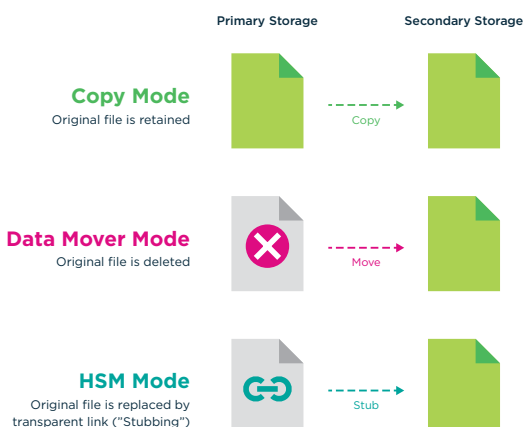 Primary Storage
Secondary Storage
Copy Mode
Original file is retained
Copy
Data Mover Mode
Original file is deleted
Move
HSM Mode
Original file is replaced by
transparent link (“Stubbing”)
Stub